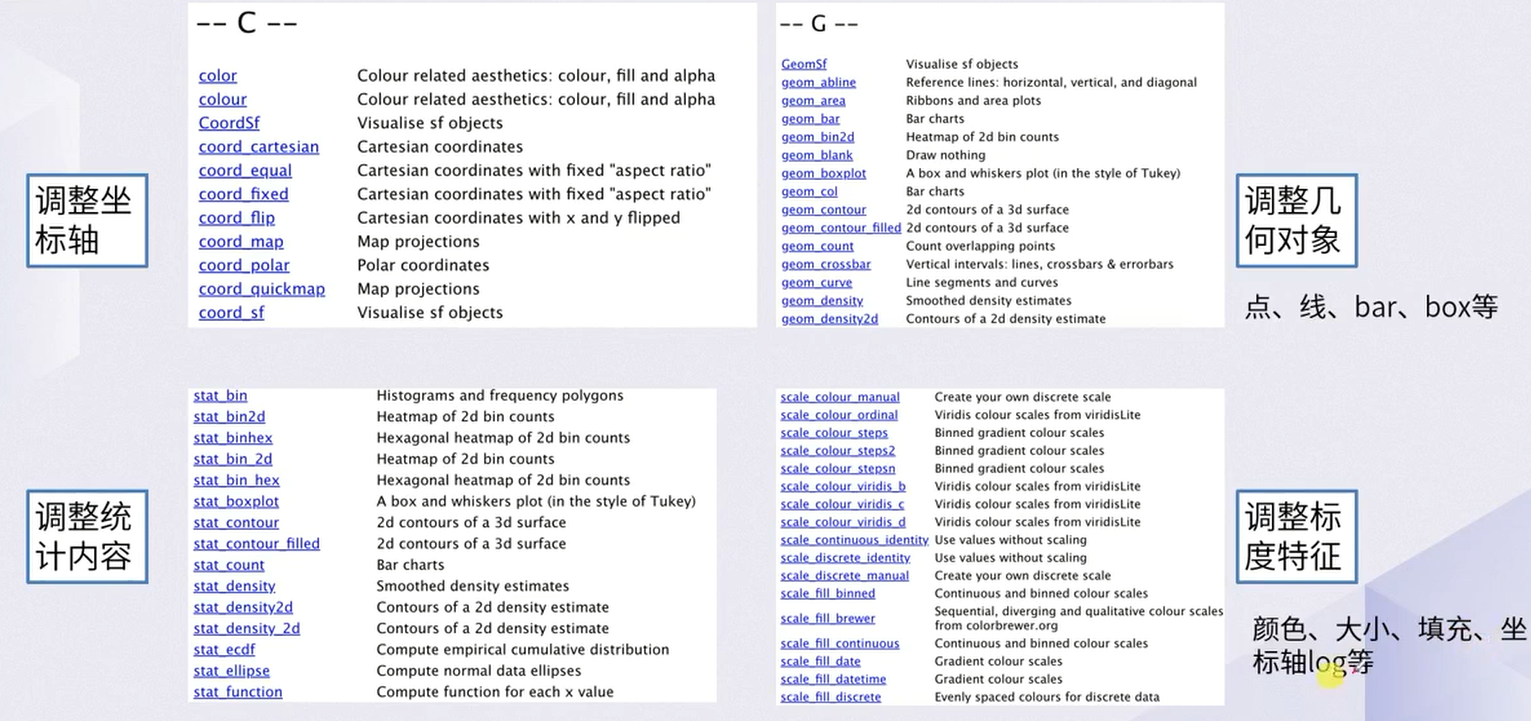 -- C --
color Colour related aesthetics: colour, fill and alpha
colour Colour related aesthetics: colour, fill and alpha
CoordSf Visualise sf objects
coord_cartesian Cartesian coordinates
coord_equal Cartesian coordinates with fixed "aspect ratio"
coord_fixed Cartesian coordinates with fixed "aspect ratio"
coord_flip Cartesian coordinates with x and y flipped
coord_map Map projections
coord_polar Polar coordinates
coord_quickmap Map projections
coord_sf Visualise sf objects
调整坐
标轴
-- G --
GeomSf Visualise sf objects
geom_abline Reference lines: horizontal, vertical, and diagonal
geom_area Ribbons and area plots
geom_bar Bar charts
geom_bin2d Heatmap of 2d bin counts
geom_blank Draw nothing
geom_boxplot A box and whiskers plot (in the style of Tukey)
geom_col Bar charts
geom_contour 2d contours of a 3d surface
geom_contour_filled 2d contours of a 3d surface
geom_count Count overlapping points
geom_crossbar Vertical intervals: lines, crossbars & errorbars
geom_curve Line segments and curves
geom_density Smoothed density estimates
geom_density2d Contours of a 2d density estimate
调整几
何对象
点、线、bar、box等
调整统
计内容
stat_bin Histograms and frequency polygons
stat_bin2d Heatmap of 2d bin counts
stat_binhex Hexagonal heatmap of 2d bin counts
stat_bin_2d Heatmap of 2d bin counts
stat_bin_hex Hexagonal heatmap of 2d bin counts
stat_boxplot A box and whiskers plot (in the style of Tukey)
stat_contour 2d contours of a 3d surface
stat_contour_filled 2d contours of a 3d surface
stat_count Bar charts
stat_density Smoothed density estimates
stat_density2d Contours of a 2d density estimate
stat_density_2d Contours of a 2d density estimate
stat_ecdf Compute empirical cumulative distribution
stat_ellipse Compute normal data ellipses
stat_function Compute function for each x value
scale_colour_manual Create your own discrete scale
scale_colour_ordinal Viridis colour scales from viridisLite
scale_colour_steps Binned gradient colour scales
scale_colour_steps2 Binned gradient colour scales
scale_colour_stepsn Binned gradient colour scales
scale_colour_viridis_b Viridis colour scales from viridisLite
scale_colour_viridis_c Viridis colour scales from viridisLite
scale_colour_viridis_d Viridis colour scales from viridisLite
scale_continuous_identity Use values without scaling
scale_discrete_identity Use values without scaling
scale_discrete_manual Create your own discrete scale
scale_fill_binned Continuous and binned colour scales
scale_fill_brewer Sequential, diverging and qualitative colour scales
from colorbrewer.org
scale_fill_continuous Continuous and binned colour scales
scale_fill_date Gradient colour scales
scale_fill_datetime Gradient colour scales
scale_fill_discrete Evenly spaced colours for discrete data
调整标
度特征
颜色、大小、填充、坐
标轴log等